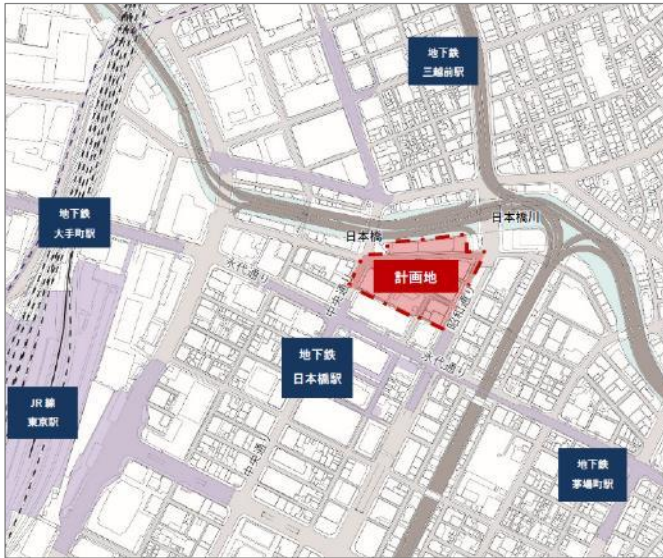 地下鉄
三越前駅
地下鉄
大手町駅
日本橋川
日本橋
計画地
永代通り
中央通り
昭和通り
永代通り
地下鉄
日本橋駅
JR線
東京駅
中央通り
地下鉄
茅場町駅